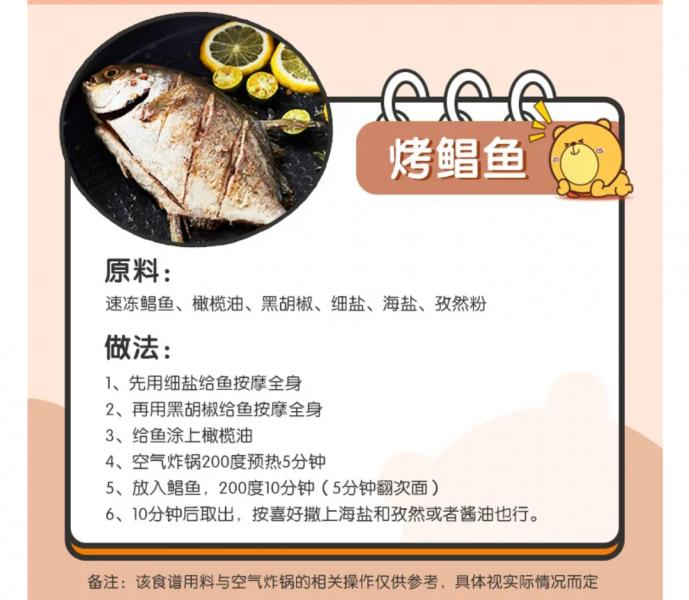 烤鲳鱼
原料：
速冻鲳鱼、橄榄油、黑胡椒、细盐、海盐、孜然粉
做法：
1、先用细盐给鱼按摩全身
2、再用黑胡椒给鱼按摩全身
3、给鱼涂上橄榄油
4、空气炸锅200度预热5分钟
5、放入鲳鱼，200度10分钟（5分钟翻次面）
6、10分钟后取出，按喜好撒上海盐和孜然或者酱油也行。
备注：该食谱用料与空气炸锅的相关操作仅供参考，具体视实际情况而定